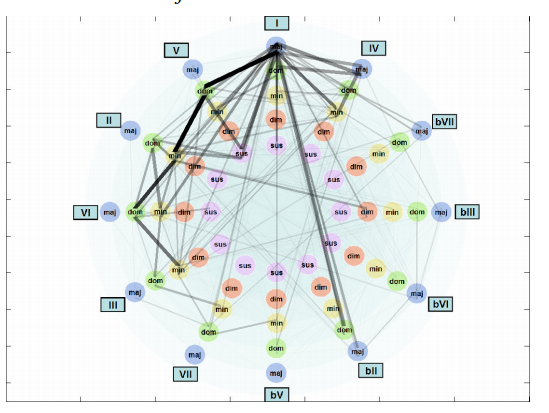 I
maj
V IV
maj dom maj
dom min dom
min min
II dim bVII
maj dim dim maj
dom sus dom
min sus sus min
dim dim
sus sus
VI maj dom min dim sus sus dim min dom maj bIII
sus sus
dim dim
min sus sus sus min
dom dom
dim dim
maj dim maj
III bVI
min min
min
dom dom
dom
maj maj
VII maj bII
bV